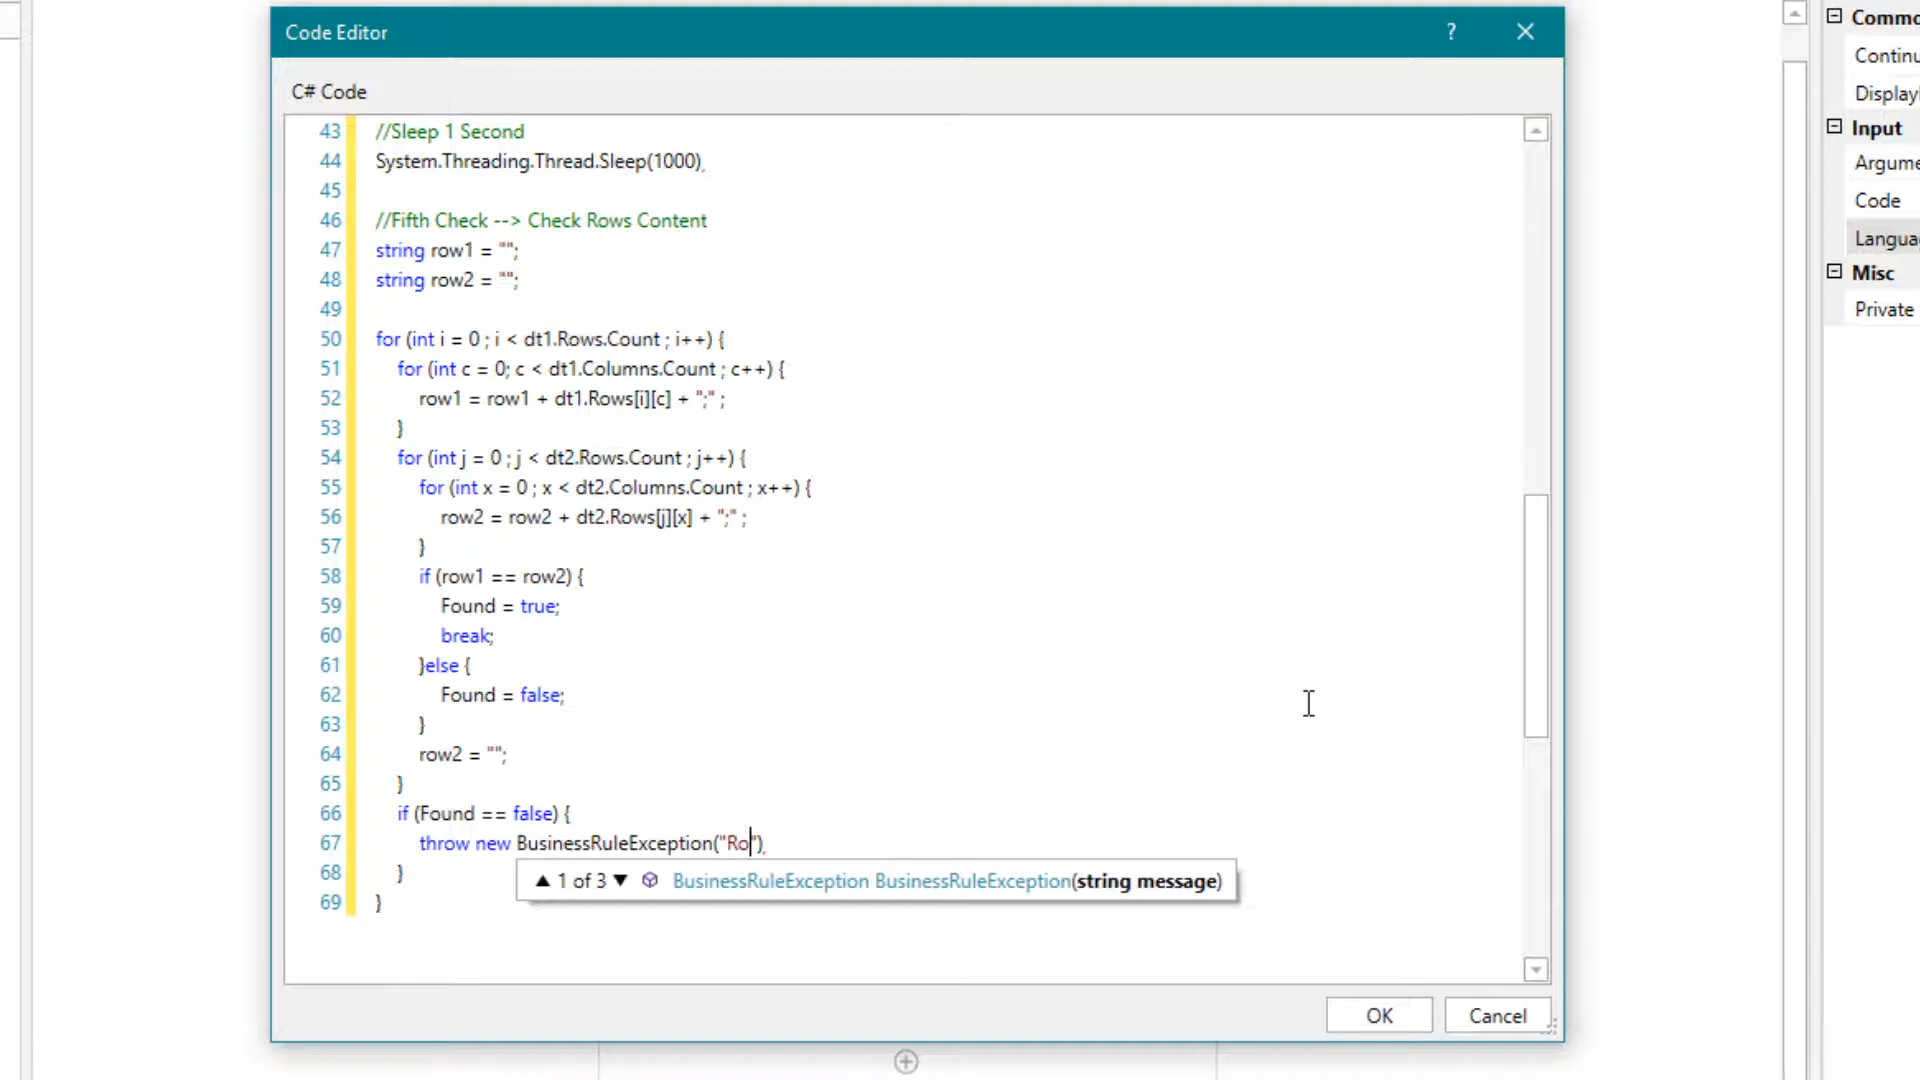 Code Editor
?
C# Code
43 //Sleep 1 Second
44 System.Threading.Thread.Sleep(1000),
45
46 //Fifth Check --> Check Rows Content
47 string row1 = "";
48 string row2 = "";
49
50 for (int i = 0 ; i < dt1.Rows.Count ; i++) {
51 for (int c = 0; c < dt1.Columns.Count ; c++) {
52 row1 = row1 + dt1.Rows[i][c] + ";" ;
53 }
54 for (int j = 0 ; j < dt2.Rows.Count ; j++) {
55 for (int x = 0 ; x < dt2.Columns.Count ; x++) {
56 row2 = row2 + dt2.Rows[j][x] + ";" ;
57 }
58 if (row1 == row2) {
59 Found = true;
60 break;
61 }else {
62 Found = false;
63 }
64 row2 = "";
65 }
66 if (Found == false) {
67 throw new BusinessRuleException("Ro"),
68 }
▲ 1 of 3 ▼ BusinessRuleException BusinessRuleException(string message)
69 }
OK
Cancel
Commo
Continu
Display
Input
Argume
Code
Langua
Misc
Private